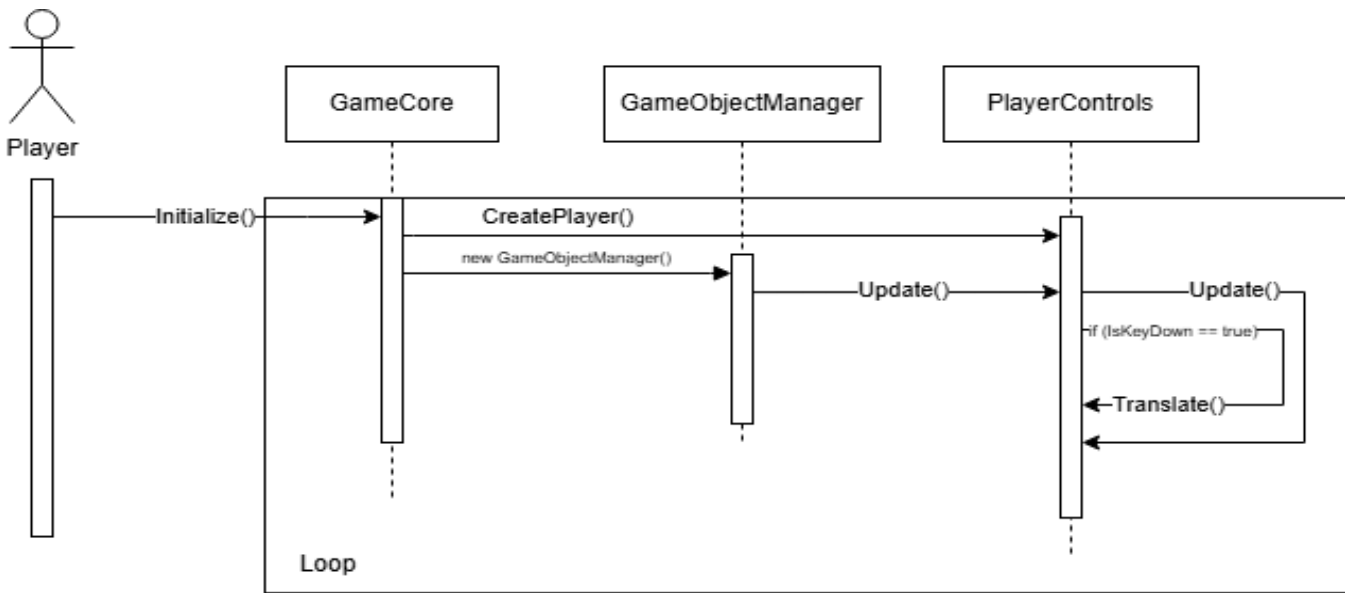 Player
GameCore
GameObjectManager
PlayerControls
Initialize()
CreatePlayer()
new GameObjectManager()
Update()
Update()
if (IsKeyDown == true)
Translate()
Loop